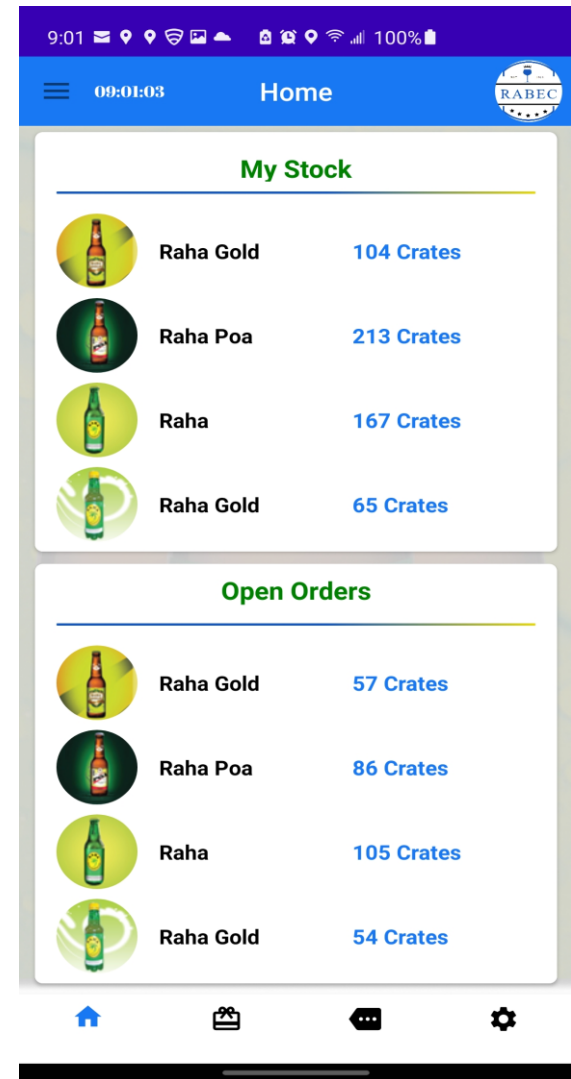 9:01 100%
09:01:03 Home RABEC
My Stock
Raha Gold 104 Crates
Raha Poa 213 Crates
Raha 167 Crates
Raha Gold 65 Crates
Open Orders
Raha Gold 57 Crates
Raha Poa 86 Crates
Raha 105 Crates
Raha Gold 54 Crates